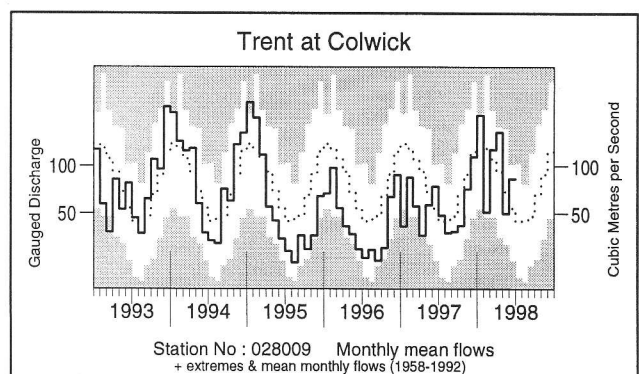 Trent at Colwick
Gauged Discharge
100
50
100
50
Cubic Metres per Second
1993 1994 1995 1996 1997 1998
Station No : 028009 Monthly mean flows
+ extremes & mean monthly flows (1958-1992)